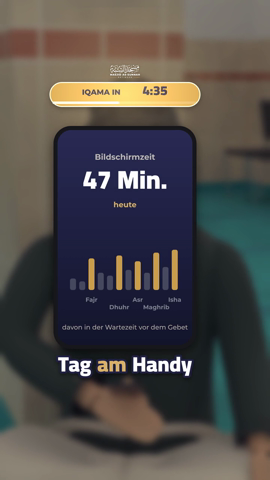 IQAMA IN 4:35
Bildschirmzeit
47 Min.
heute
Fajr
Dhuhr
Asr
Maghrib
Isha
davon in der Wartezeit vor dem Gebet
Tag am Handy